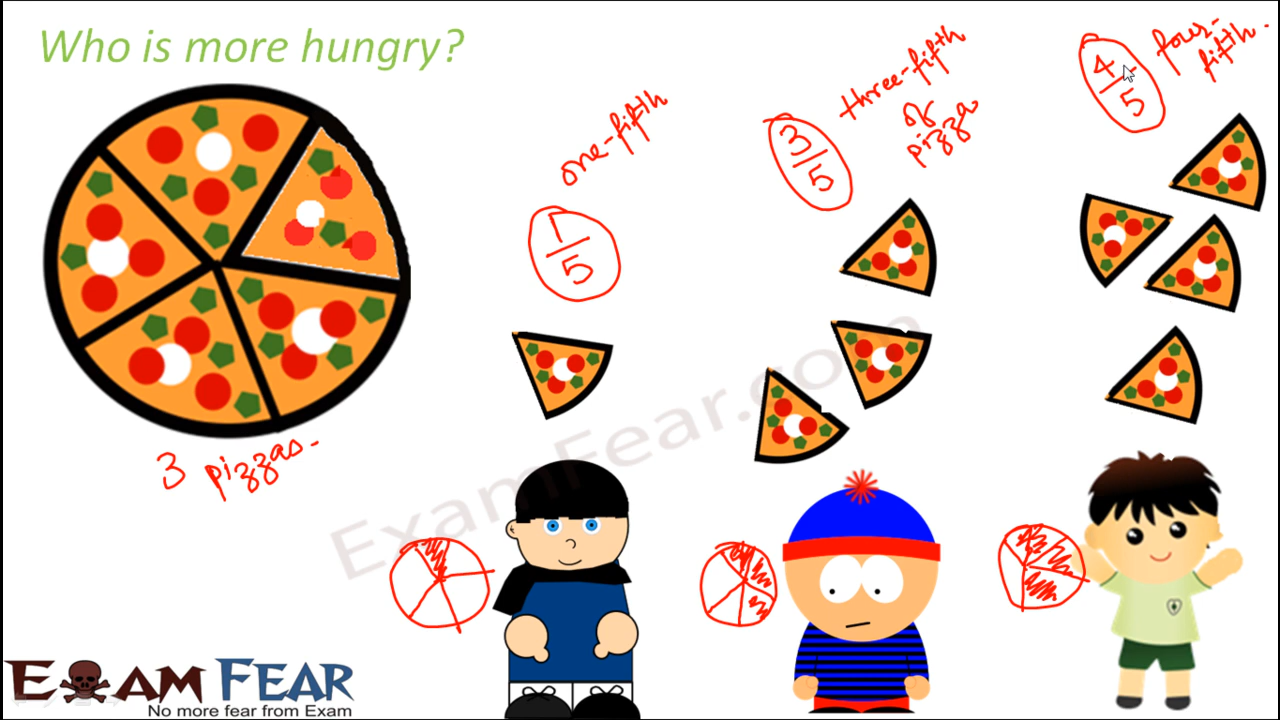 Who is more hungry?
3 pizzas.
one-fifth
1
5
three-fifth
of
pizza
3
5
four-
fifth.
4
5
ExamFear.com
EXAM FEAR
No more fear from Exam